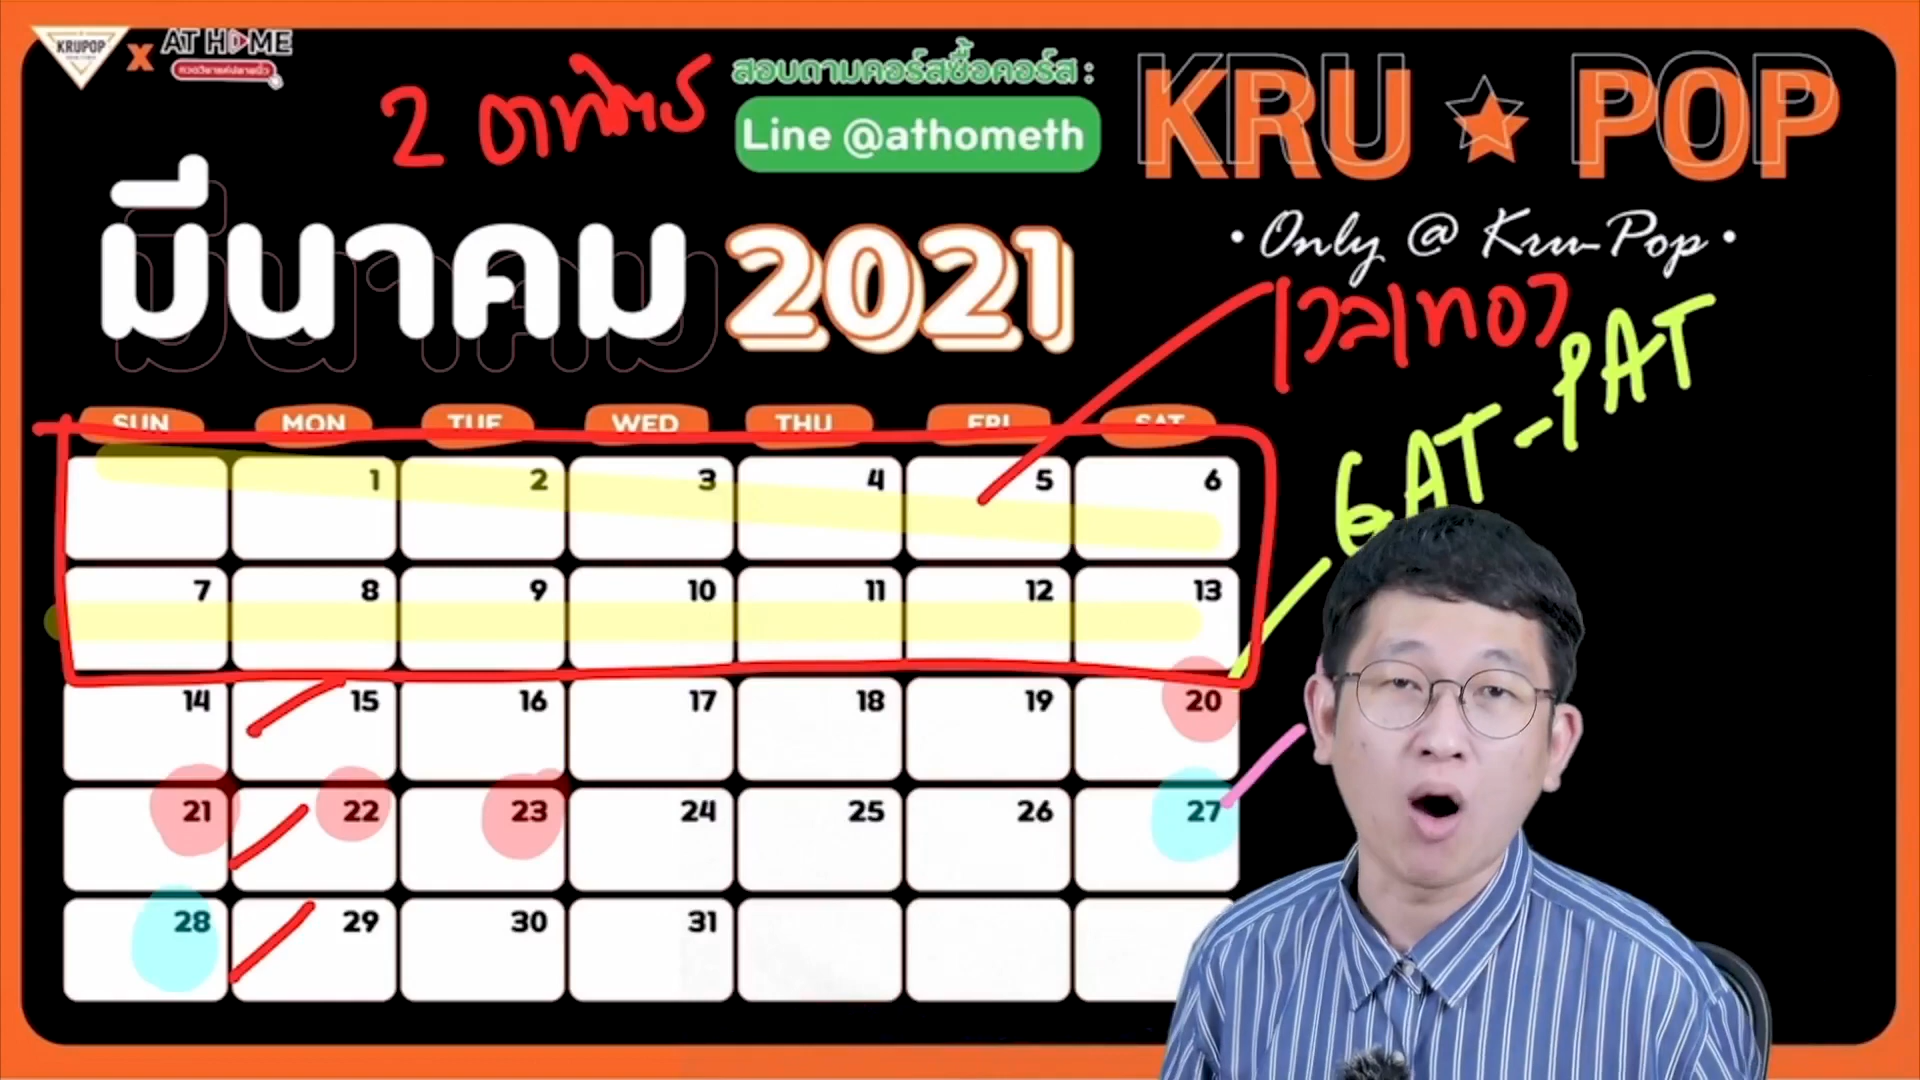 KRUPOP
X
AT HOME
2 อาทิตย์
สอบถามคอร์สซื้อคอร์ส :
Line @athometh
KRU ★ POP
• Only @ Kru-Pop •
มีนาคม 2021
เวลาทอง
GAT-PAT
SUN MON TUE WED THU FRI SAT
1 2 3 4 5 6
7 8 9 10 11 12 13
14 15 16 17 18 19 20
21 22 23 24 25 26 27
28 29 30 31